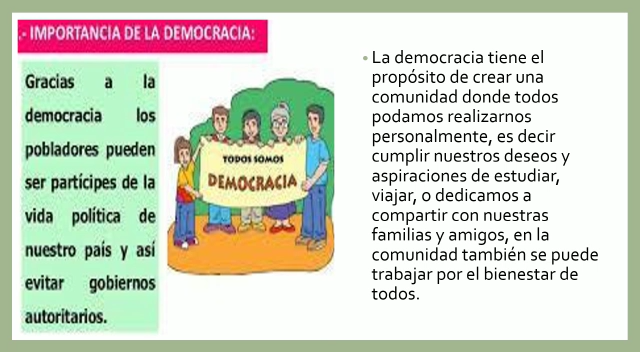 .- IMPORTANCIA DE LA DEMOCRACIA:
Gracias a la
democracia los
pobladores pueden
ser partícipes de la
vida política de
nuestro país y así
evitar gobiernos
autoritarios.
TODOS SOMOS
DEMOCRACIA
• La democracia tiene el
propósito de crear una
comunidad donde todos
podamos realizarnos
personalmente, es decir
cumplir nuestros deseos y
aspiraciones de estudiar,
viajar, o dedicamos a
compartir con nuestras
familias y amigos, en la
comunidad también se puede
trabajar por el bienestar de
todos.